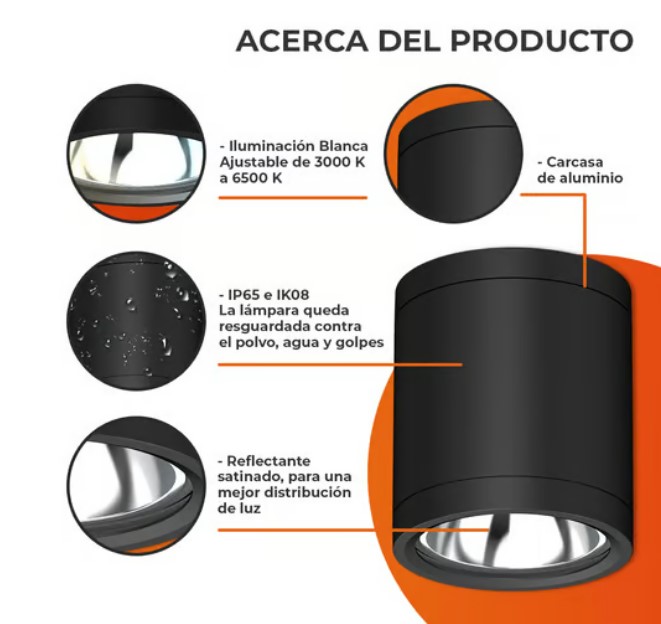 ACERCA DEL PRODUCTO
- Iluminación Blanca
Ajustable de 3000 K
a 6500 K
- Carcasa
de aluminio
- IP65 e IK08
La lámpara queda
resguardada contra
el polvo, agua y golpes
- Reflectante
satinado, para una
mejor distribución
de luz